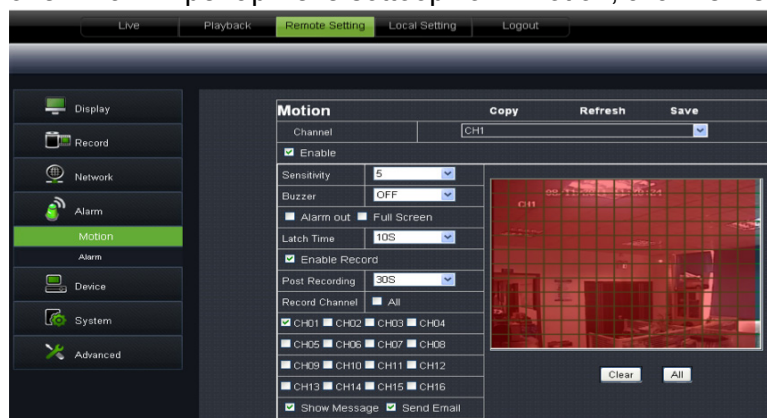 Live Playback Remote Setting Local Setting Logout
Display
Record
Network
Alarm
Motion
Alarm
Device
System
Advanced
Motion Copy Refresh Save
Channel CH1
Enable
Sensitivity 5
Buzzer OFF
Alarm out Full Screen
Latch Time 10S
Enable Record
Post Recording 30S
Record Channel All
CH01 CH02 CH03 CH04
CH05 CH06 CH07 CH08
CH09 CH10 CH11 CH12
CH13 CH14 CH15 CH16
Show Message Send Email
CH1
Clear All